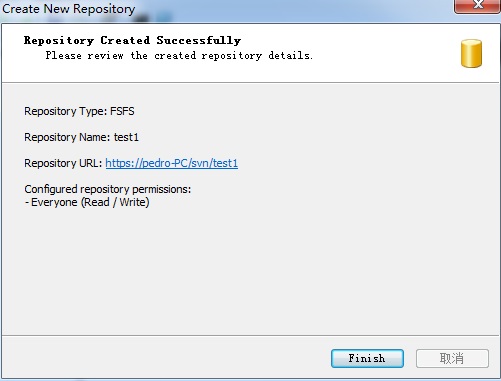 Create New Repository
Repository Created Successfully
Please review the created repository details.
Repository Type: FSFS
Repository Name: test1
Repository URL: https://pedro-PC/svn/test1
Configured repository permissions:
- Everyone (Read / Write)
Finish
取消